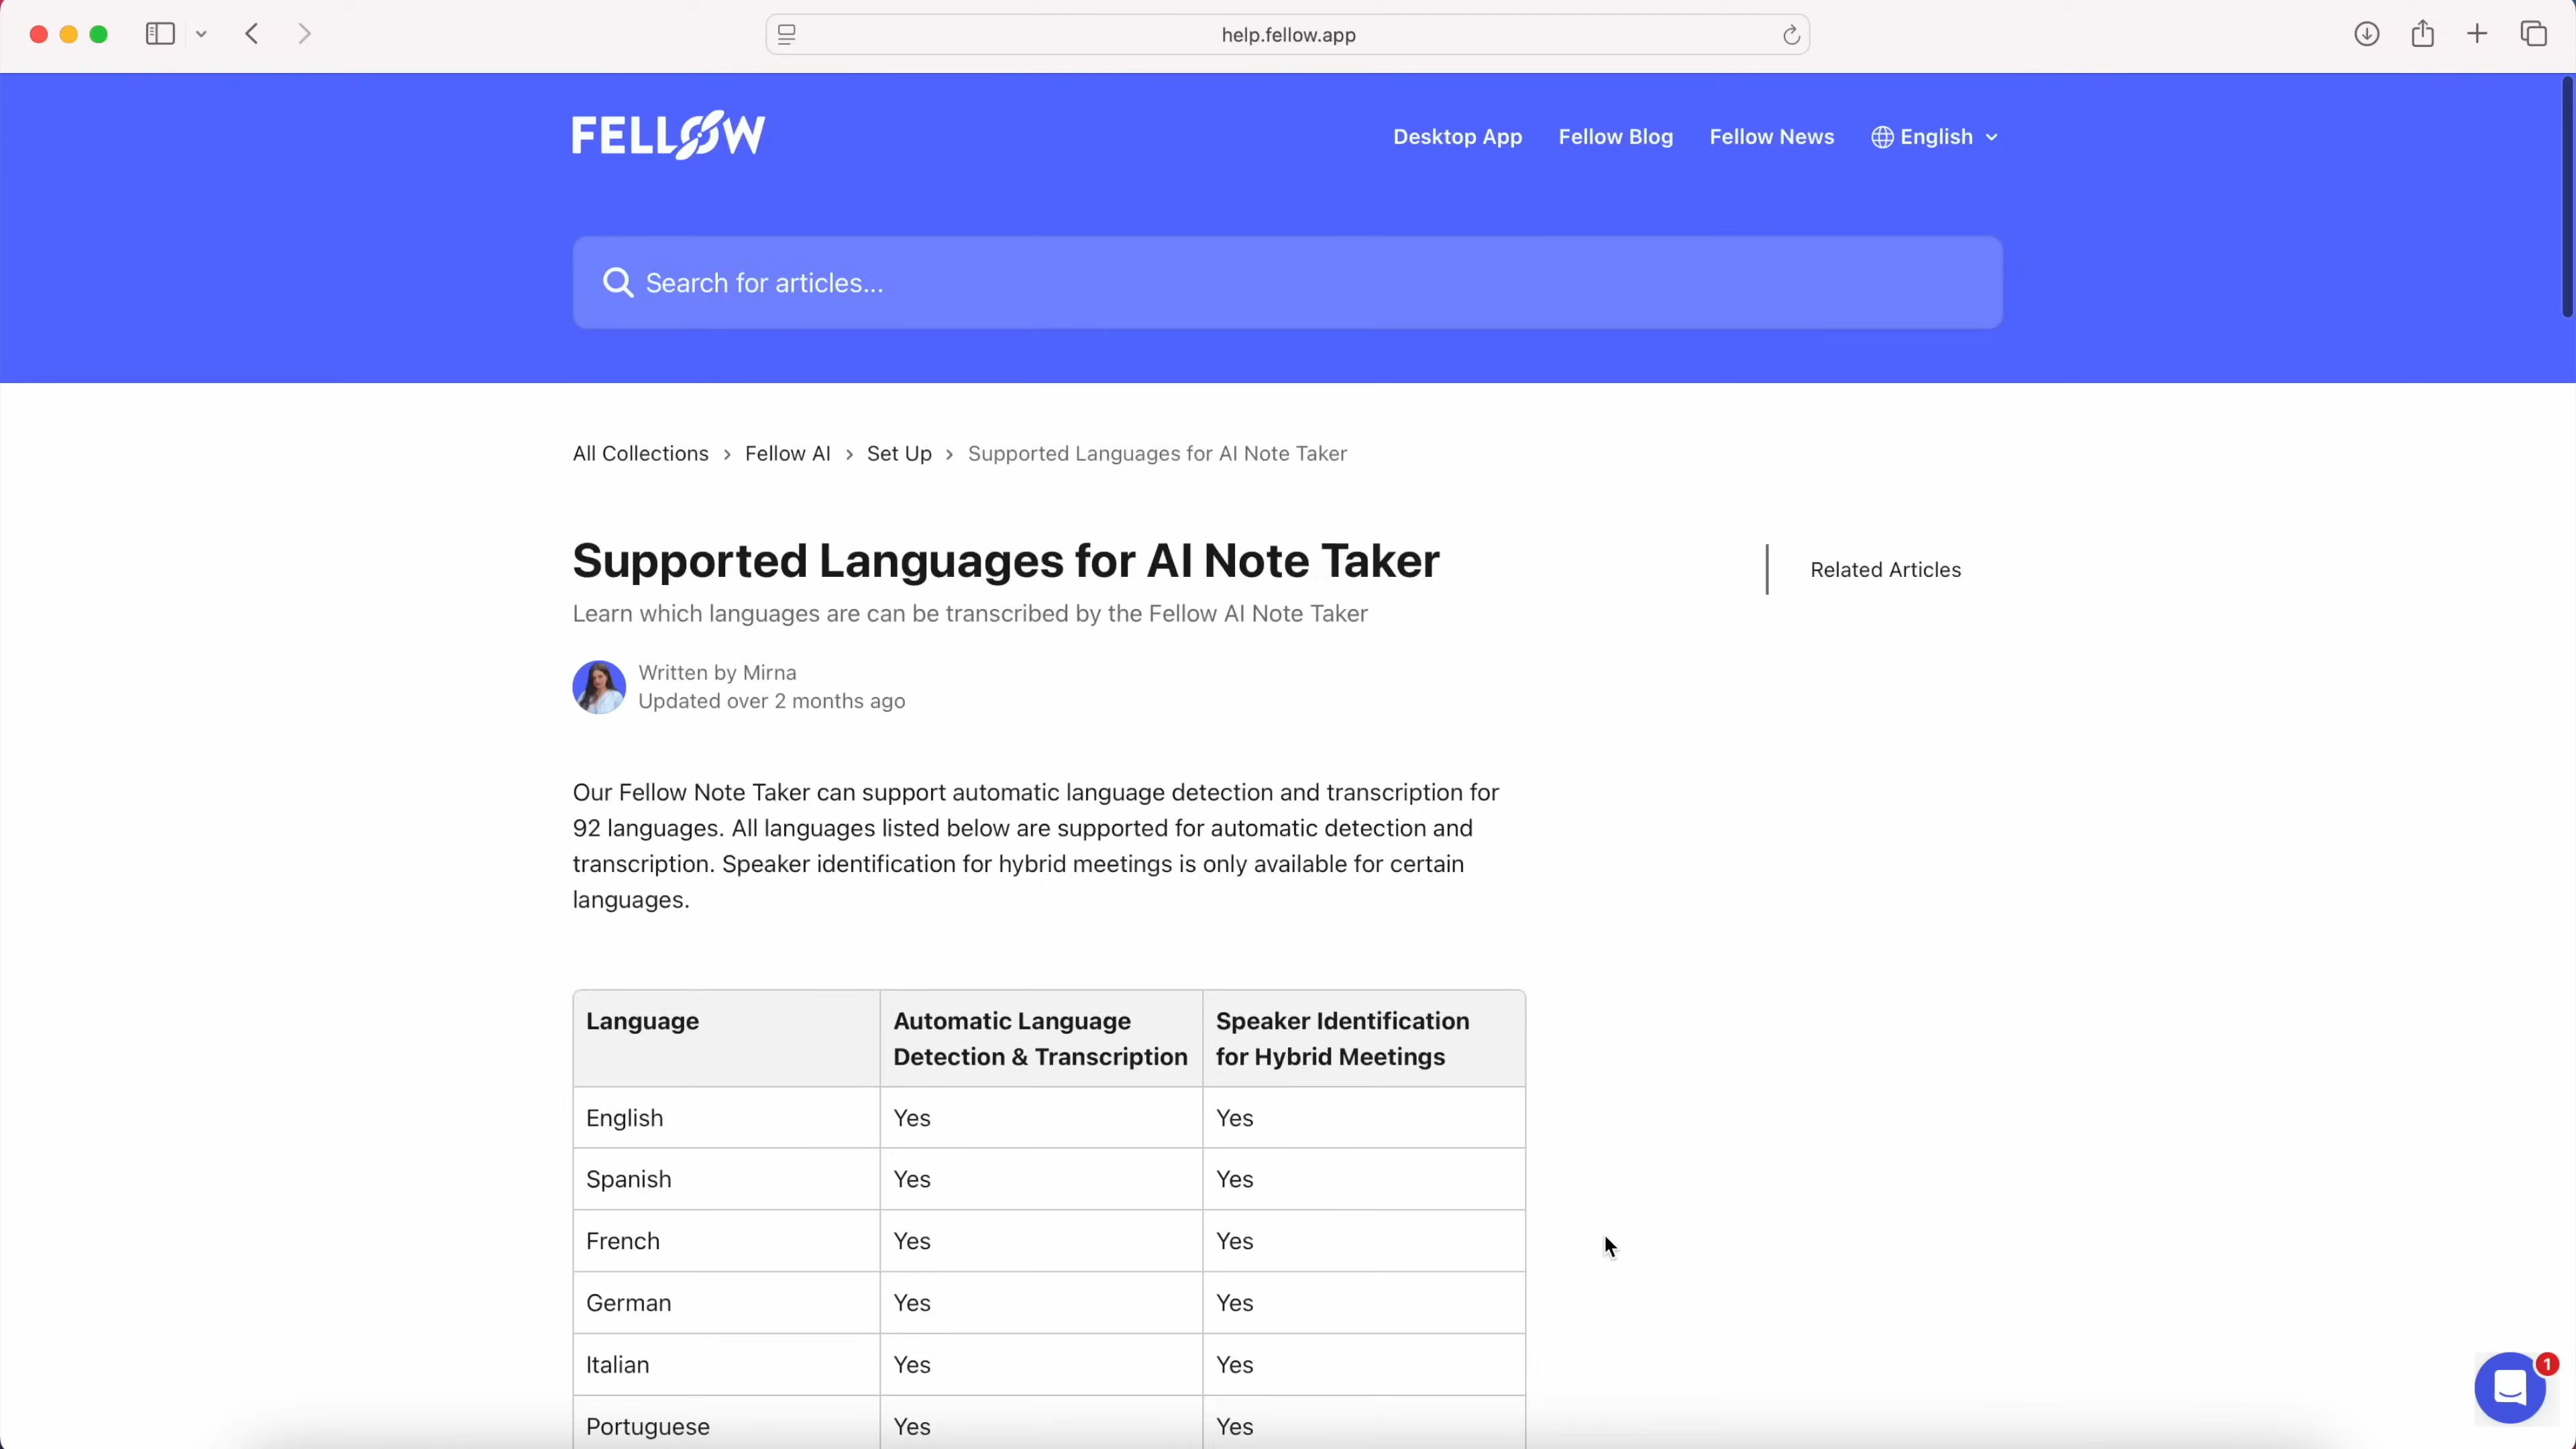 help.fellow.app
FELLOW
Desktop App
Fellow Blog
Fellow News
English
Search for articles...
All Collections > Fellow AI > Set Up > Supported Languages for AI Note Taker
Supported Languages for AI Note Taker
Learn which languages are can be transcribed by the Fellow AI Note Taker
Related Articles
Written by Mirna
Updated over 2 months ago
Our Fellow Note Taker can support automatic language detection and transcription for
92 languages. All languages listed below are supported for automatic detection and
transcription. Speaker identification for hybrid meetings is only available for certain
languages.
Language
Automatic Language
Detection & Transcription
Speaker Identification
for Hybrid Meetings
English Yes Yes
Spanish Yes Yes
French Yes Yes
German Yes Yes
Italian Yes Yes
Portuguese Yes Yes
1